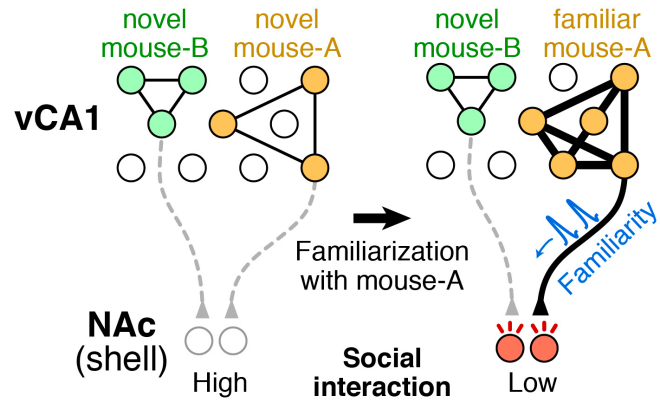 novel
mouse-B
novel
mouse-A
novel
mouse-B
familiar
mouse-A
vCA1
Familiarization
with mouse-A
Familiarity
NAc
(shell)
High
Social
interaction
Low